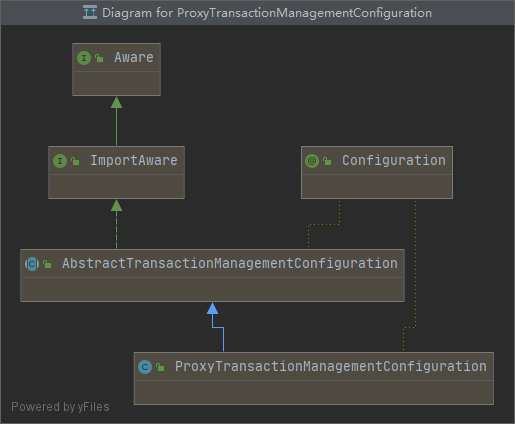 Diagram for ProxyTransactionManagementConfiguration
I Aware
I ImportAware
@ Configuration
C AbstractTransactionManagementConfiguration
C ProxyTransactionManagementConfiguration
Powered by yFiles